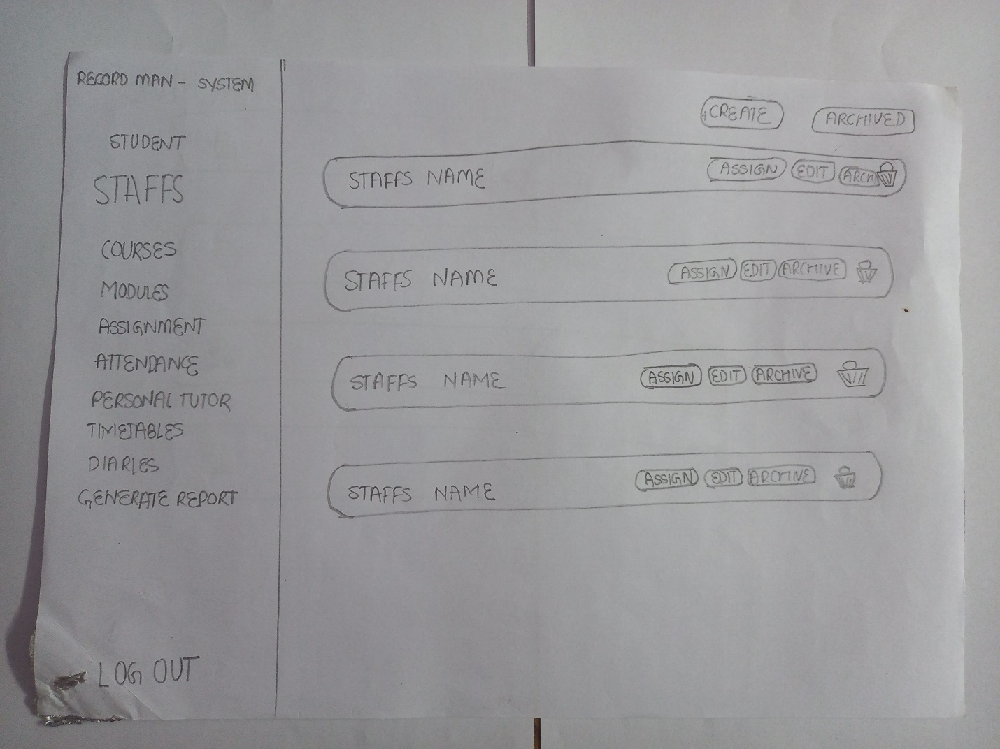 RECORD MAN - SYSTEM
STUDENT
STAFFS
COURSES
MODULES
ASSIGNMENT
ATTENDANCE
PERSONAL TUTOR
TIMETABLES
DIARIES
GENERATE REPORT
LOG OUT
CREATE ARCHIVED
STAFFS NAME ASSIGN EDIT ARCH
STAFFS NAME ASSIGN EDIT ARCHIVE
STAFFS NAME ASSIGN EDIT ARCHIVE
STAFFS NAME ASSIGN EDIT ARCHIVE